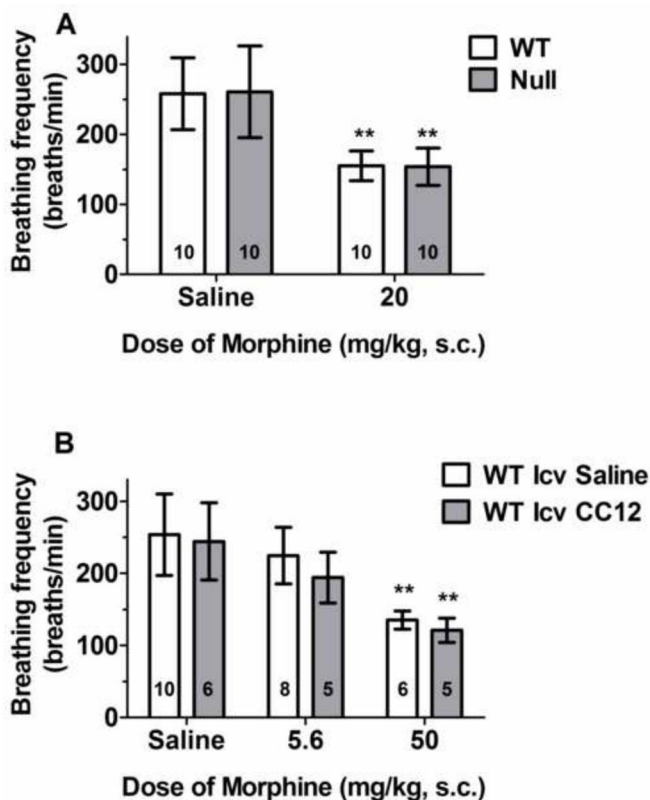 A
WT
Null
Breathing frequency
(breaths/min)
300
200
100
0
** **
10 10 10 10
Saline 20
Dose of Morphine (mg/kg, s.c.)
B
WT Icv Saline
WT Icv CC12
Breathing frequency
(breaths/min)
300
200
100
0
** **
10 6 8 5 6 5
Saline 5.6 50
Dose of Morphine (mg/kg, s.c.)